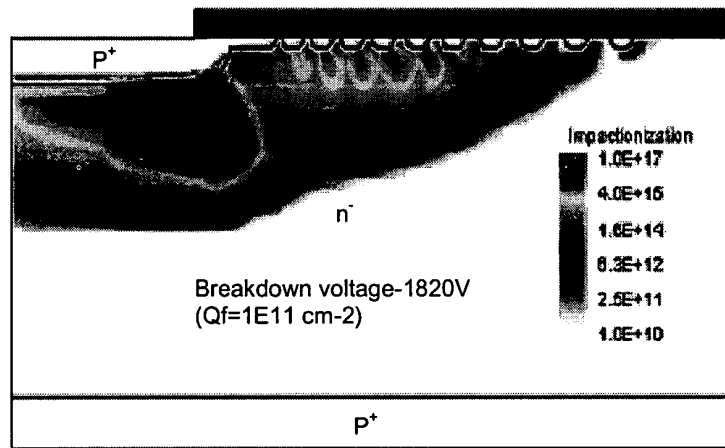 P+
Impactionization
1.0E+17
4.0E+15
1.6E+14
6.3E+12
2.5E+11
1.0E+10
n-
Breakdown voltage-1820V
(Qf=1E11 cm-2)
P+